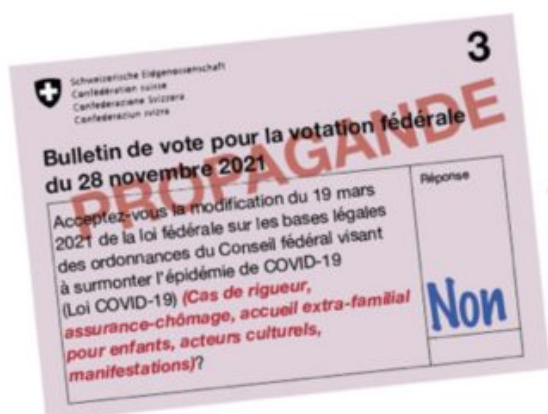 3
Schweizerische Eidgenossenschaft
Confédération suisse
Confederazione Svizzera
Confederaziun svizra
Bulletin de vote pour la votation fédérale
du 28 novembre 2021
PROPAGANDE
Acceptez-vous la modification du 19 mars
2021 de la loi fédérale sur les bases légales
des ordonnances du Conseil fédéral visant
à surmonter l'épidémie de COVID-19
(Loi COVID-19) (Cas de rigueur,
assurance-chômage, accueil extra-familial
pour enfants, acteurs culturels,
manifestations)?
Réponse
Non